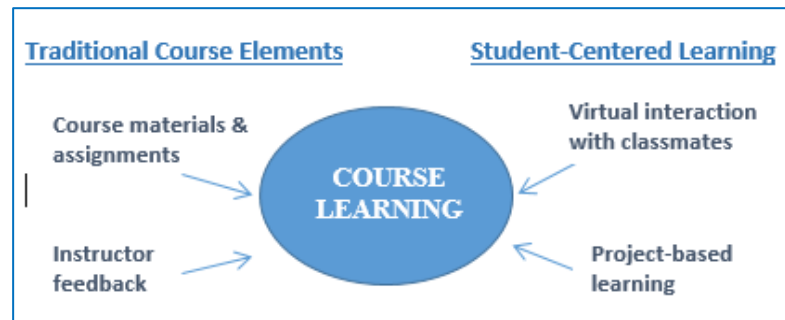 Traditional Course Elements
Student-Centered Learning
Course materials &
assignments
Virtual interaction
with classmates
COURSE
LEARNING
Instructor
feedback
Project-based
learning